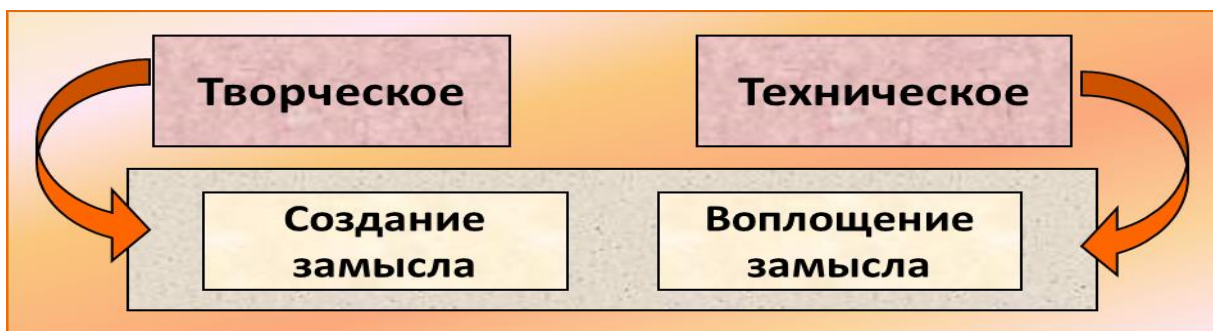 Творческое
Техническое
Создание
замысла
Воплощение
замысла